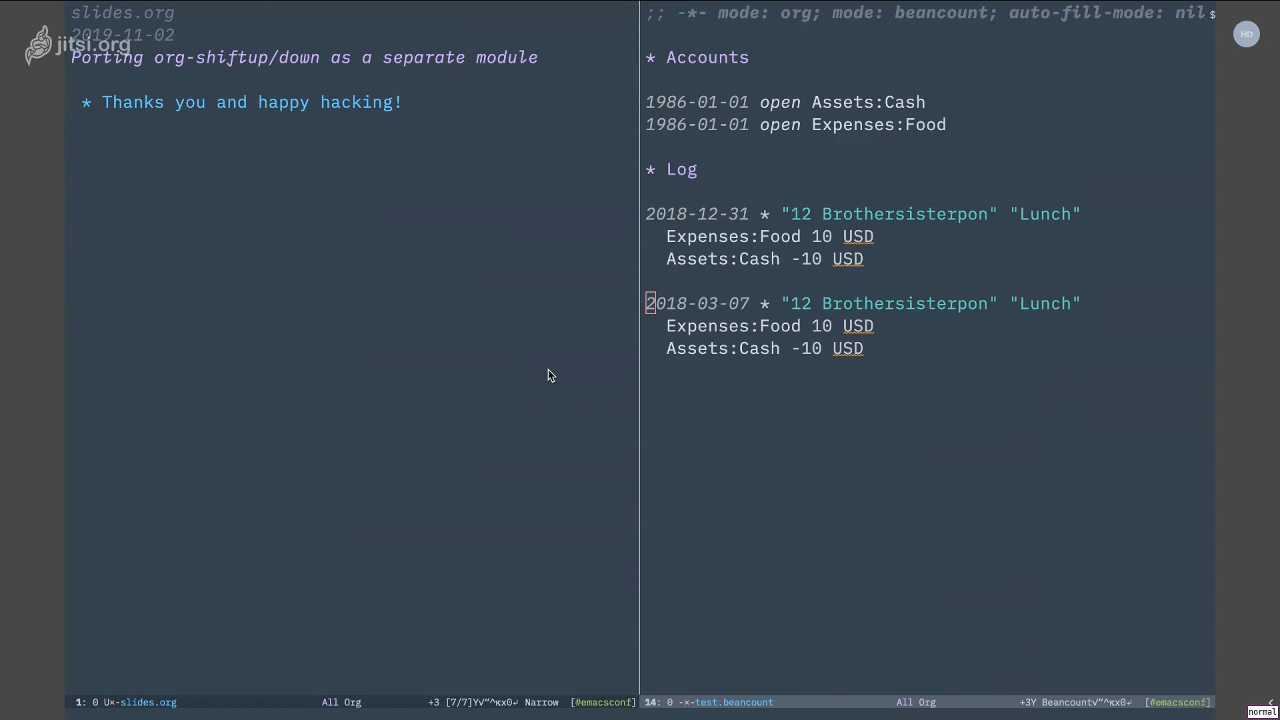 slides.org
2019-11-02
jitsi.org
Porting org-shiftup/down as a separate module
* Thanks you and happy hacking!
1: 0 U×-slides.org All Org +3 [7/7] Narrow [#emacsconf]
;; -*- mode: org; mode: beancount; auto-fill-mode: nil $
* Accounts
1986-01-01 open Assets:Cash
1986-01-01 open Expenses:Food
* Log
2018-12-31 * "12 Brothersisterpon" "Lunch"
Expenses:Food 10 USD
Assets:Cash -10 USD
2018-03-07 * "12 Brothersisterpon" "Lunch"
Expenses:Food 10 USD
Assets:Cash -10 USD
14: 0 -×-test.beancount All Org [#emacsconf]
HD
normal